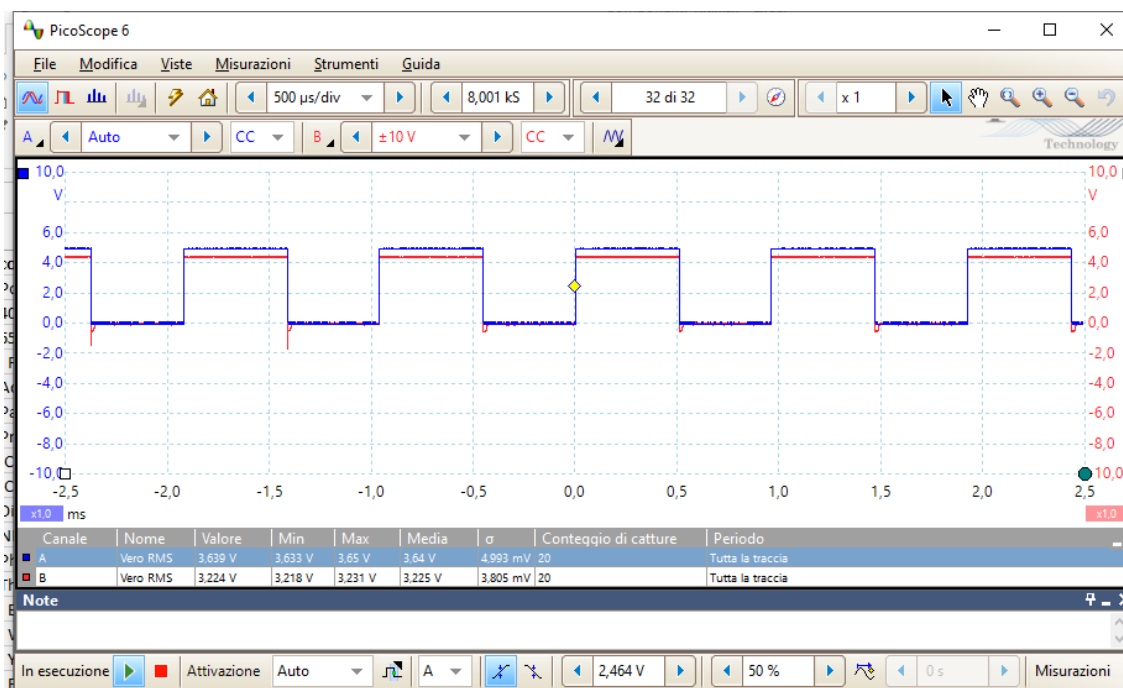 PicoScope 6
File Modifica Viste Misurazioni Strumenti Guida
500 µs/div 8,001 kS 32 di 32 x 1
A Auto CC B ±10 V CC
Technology
10,0 10,0
V V
6,0 6,0
4,0 4,0
2,0 2,0
0,0 0,0
-2,0 -2,0
-4,0 -4,0
-6,0 -6,0
-8,0 -8,0
-10,0 10,0
-2,5 -2,0 -1,5 -1,0 -0,5 0,0 0,5 1,0 1,5 2,0 2,5
x1,0 ms x1,0
Canale Nome Valore Min Max Media σ Conteggio di catture Periodo
A Vero RMS 3,639 V 3,633 V 3,65 V 3,64 V 4,993 mV 20 Tutta la traccia
B Vero RMS 3,224 V 3,218 V 3,231 V 3,225 V 3,805 mV 20 Tutta la traccia
Note
In esecuzione Attivazione Auto A 2,464 V 50 % 0 s Misurazioni